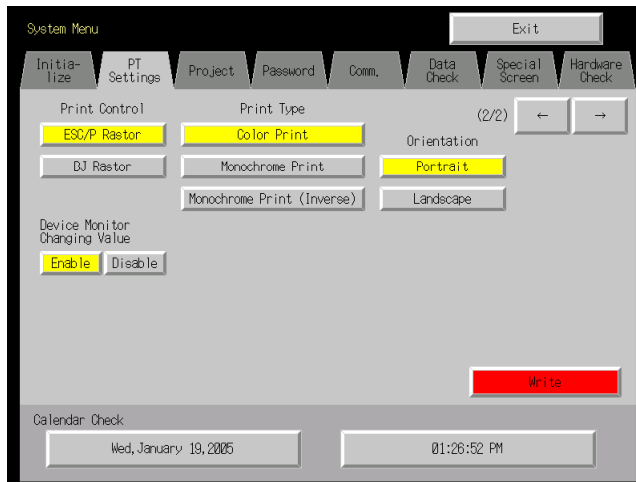 System Menu
Exit
Initia-
lize
PT
Settings
Project
Password
Comm.
Data
Check
Special
Screen
Hardware
Check
Print Control
Print Type
(2/2)
←
→
ESC/P Rastor
Color Print
Orientation
DJ Rastor
Monochrome Print
Portrait
Monochrome Print (Inverse)
Landscape
Device Monitor
Changing Value
Enable
Disable
Write
Calendar Check
Wed,January 19,2005
01:26:52 PM